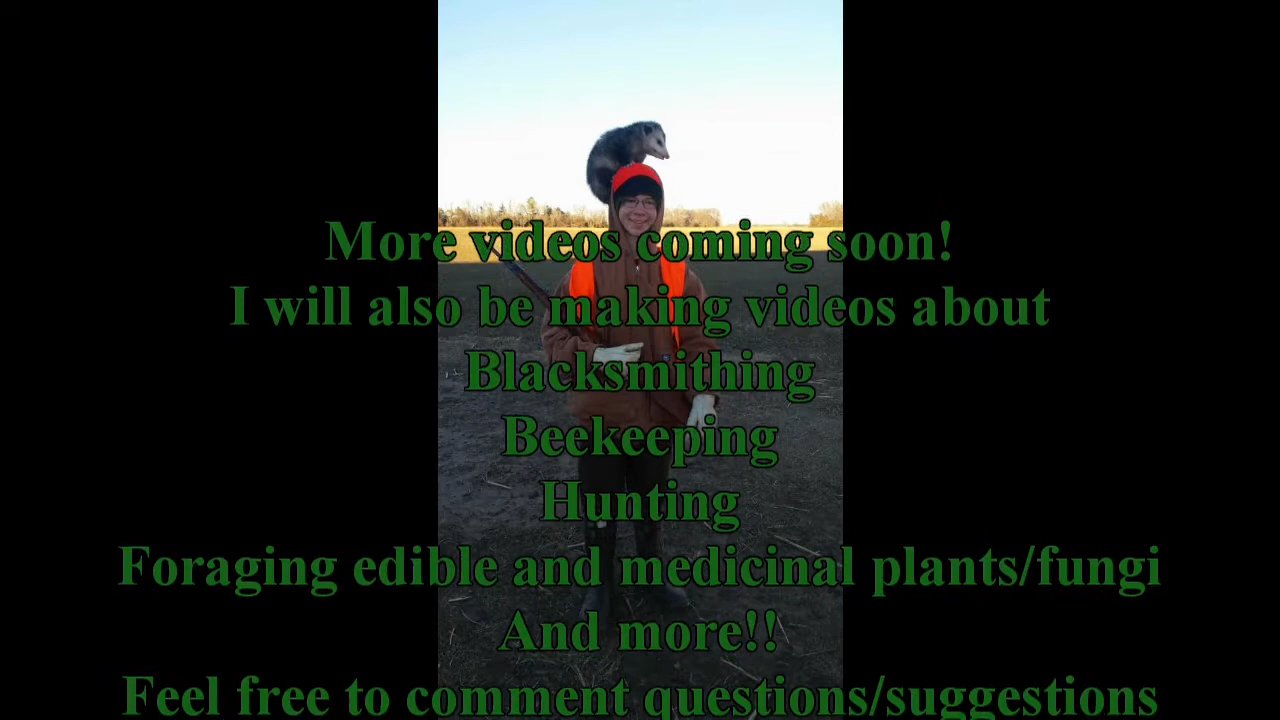 More videos coming soon!
I will also be making videos about
Blacksmithing
Beekeeping
Hunting
Foraging edible and medicinal plants/fungi
And more!!
Feel free to comment questions/suggestions